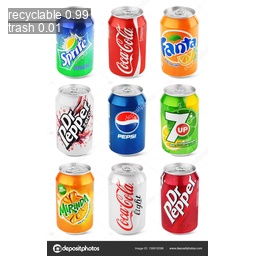 recyclable 0.99
trash 0.01
Sprite
Coca-Cola
Fanta
Dr Pepper
PEPSI
7UP
Mirinda
Coca-Cola
light
Dr Pepper
depositphotos